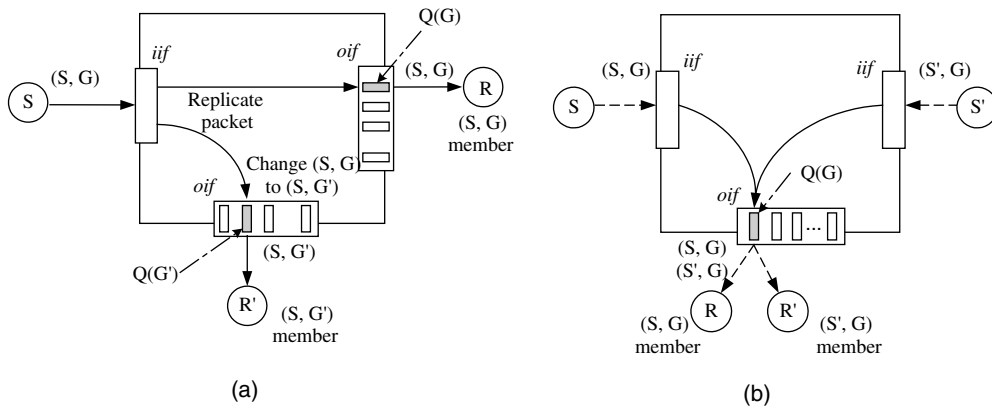 Q(G)
oif
iif
(S, G)
(S, G)
S
R
Replicate
packet
(S, G)
member
Change (S, G)
to (S, G')
oif
(S, G')
Q(G')
R'
(S, G')
member
(a)
iif
iif
(S, G)
(S', G)
S
S'
Q(G)
oif
...
(S, G)
(S', G)
R
R'
(S, G)
member
(S', G)
member
(b)